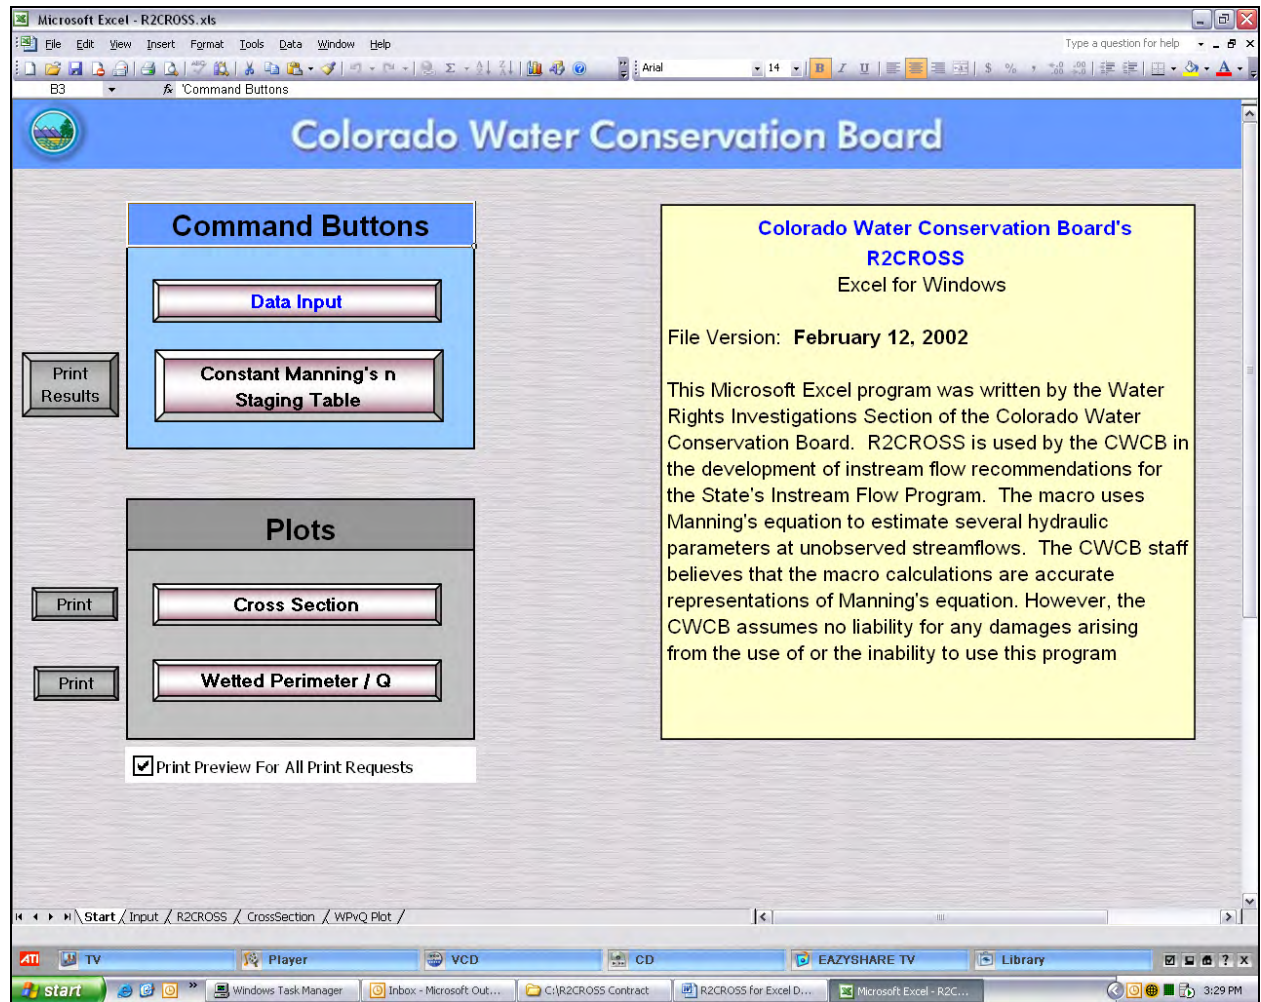 Microsoft Excel - R2CROSS.xls
File Edit View Insert Format Tools Data Window Help
Type a question for help
Arial 14 B I U $ %
B3 fx 'Command Buttons
Colorado Water Conservation Board
Command Buttons
Data Input
Print
Results
Constant Manning's n
Staging Table
Plots
Print
Cross Section
Print
Wetted Perimeter / Q
Print Preview For All Print Requests
Colorado Water Conservation Board's
R2CROSS
Excel for Windows
File Version: February 12, 2002
This Microsoft Excel program was written by the Water
Rights Investigations Section of the Colorado Water
Conservation Board. R2CROSS is used by the CWCB in
the development of instream flow recommendations for
the State's Instream Flow Program. The macro uses
Manning's equation to estimate several hydraulic
parameters at unobserved streamflows. The CWCB staff
believes that the macro calculations are accurate
representations of Manning's equation. However, the
CWCB assumes no liability for any damages arising
from the use of or the inability to use this program
Start / Input / R2CROSS / CrossSection / WPvQ Plot /
ATI TV Player VCD CD EAZYSHARE TV Library
start Windows Task Manager Inbox - Microsoft Out... C:\R2CROSS Contract R2CROSS for Excel D... Microsoft Excel - R2C... 3:29 PM